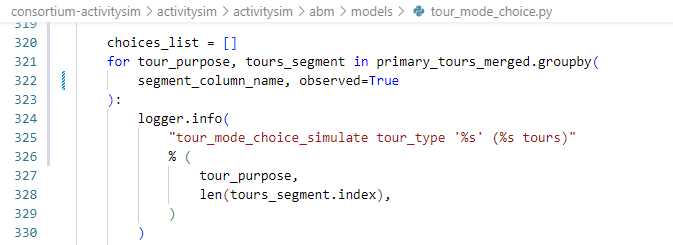 consortium-activitysim > activitysim > activitysim > abm > models > tour_mode_choice.py
319
320 choices_list = []
321 for tour_purpose, tours_segment in primary_tours_merged.groupby(
322 segment_column_name, observed=True
323 ):
324 logger.info(
325 "tour_mode_choice_simulate tour_type '%s' (%s tours)"
326 % (
327 tour_purpose,
328 len(tours_segment.index),
329 )
330 )